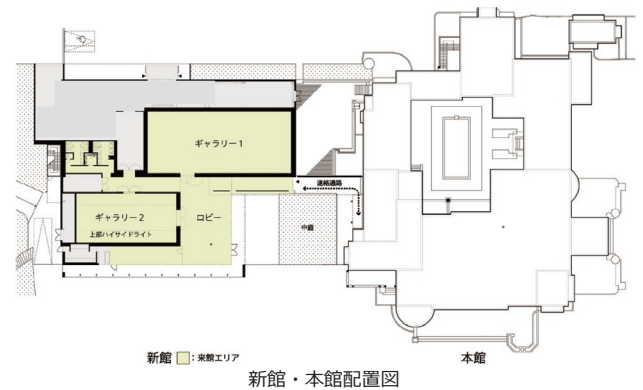 ギャラリー1
連絡通路
ギャラリー2
上部ハイサイドライト
ロビー
中庭
新館
:来館エリア
本館
新館・本館配置図